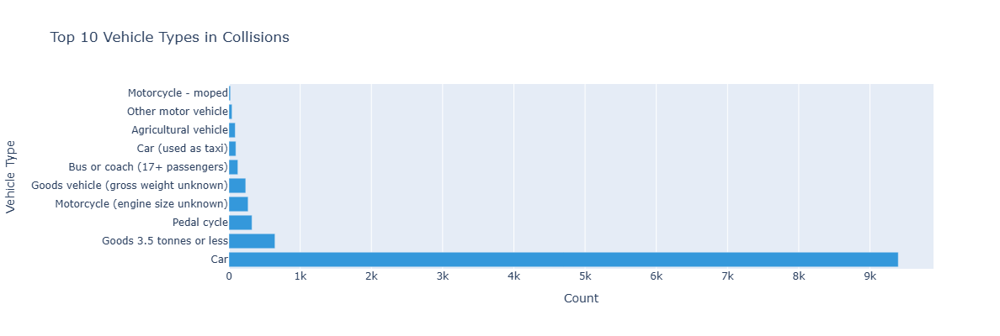 Top 10 Vehicle Types in Collisions
Vehicle Type
Motorcycle - moped
Other motor vehicle
Agricultural vehicle
Car (used as taxi)
Bus or coach (17+ passengers)
Goods vehicle (gross weight unknown)
Motorcycle (engine size unknown)
Pedal cycle
Goods 3.5 tonnes or less
Car
0 1k 2k 3k 4k 5k 6k 7k 8k 9k
Count